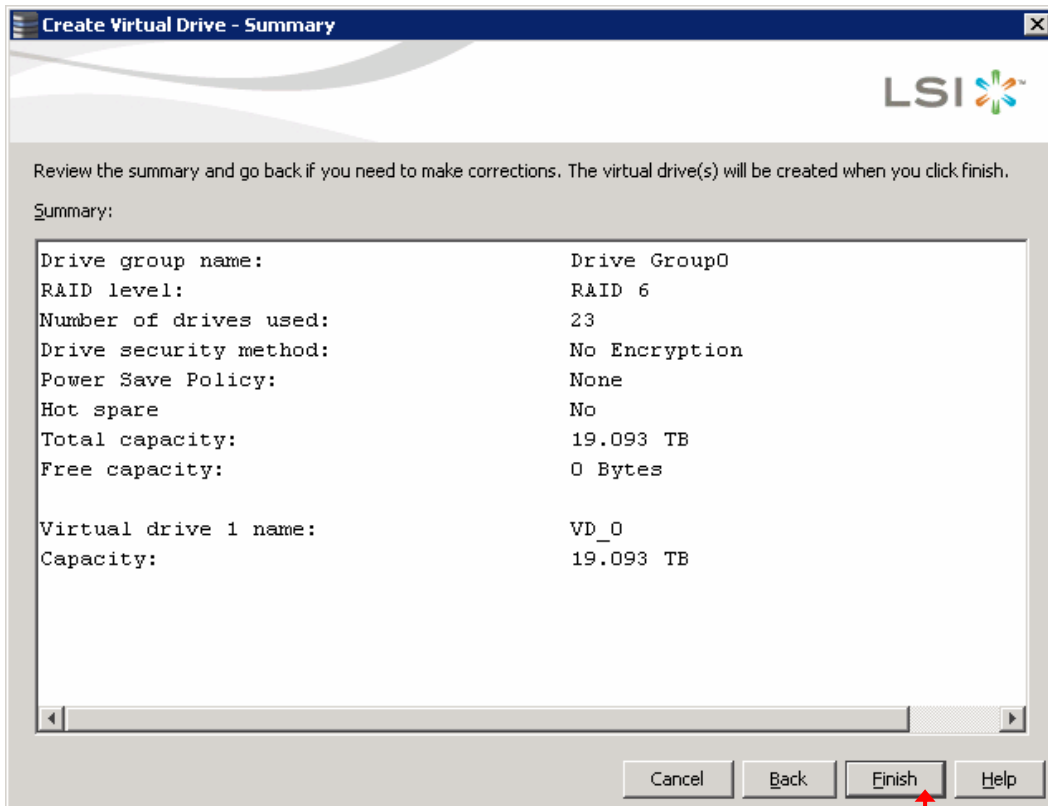 Create Virtual Drive - Summary
LSI™
Review the summary and go back if you need to make corrections. The virtual drive(s) will be created when you click finish.
Summary:
Drive group name: Drive Group0
RAID level: RAID 6
Number of drives used: 23
Drive security method: No Encryption
Power Save Policy: None
Hot spare No
Total capacity: 19.093 TB
Free capacity: 0 Bytes
Virtual drive 1 name: VD_0
Capacity: 19.093 TB
Cancel Back Finish Help